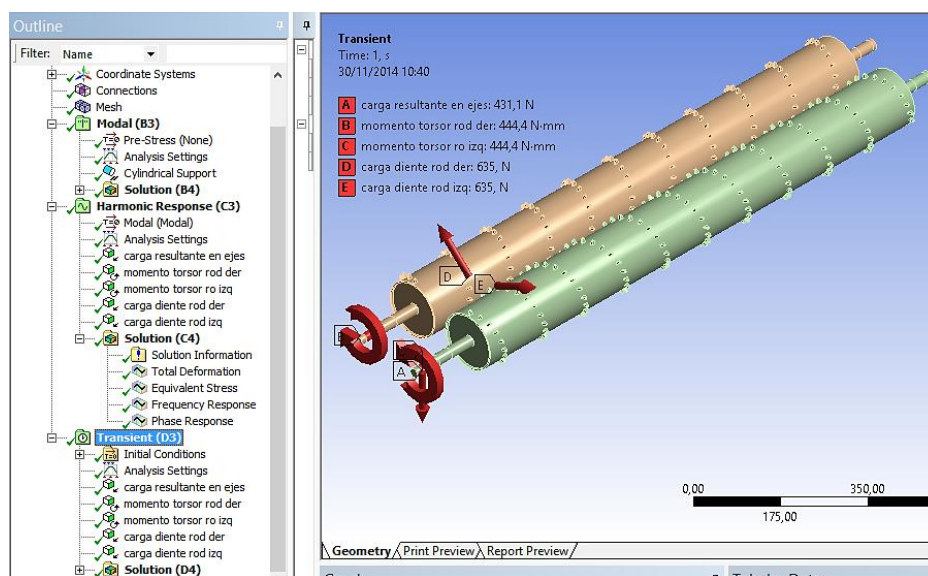 Outline
Filter: Name
Coordinate Systems
Connections
Mesh
Modal (B3)
Pre-Stress (None)
Analysis Settings
Cylindrical Support
Solution (B4)
Harmonic Response (C3)
Modal (Modal)
Analysis Settings
carga resultante en ejes
momento torsor rod der
momento torsor ro izq
carga diente rod der
carga diente rod izq
Solution (C4)
Solution Information
Total Deformation
Equivalent Stress
Frequency Response
Phase Response
Transient (D3)
Initial Conditions
Analysis Settings
carga resultante en ejes
momento torsor rod der
momento torsor ro izq
carga diente rod der
carga diente rod izq
Solution (D4)
Transient
Time: 1, s
30/11/2014 10:40
A carga resultante en ejes: 431,1 N
B momento torsor rod der: 444,4 N·mm
C momento torsor ro izq: 444,4 N·mm
D carga diente rod der: 635, N
E carga diente rod izq: 635, N
D
E
A
0,00 350,00
175,00
Geometry Print Preview Report Preview